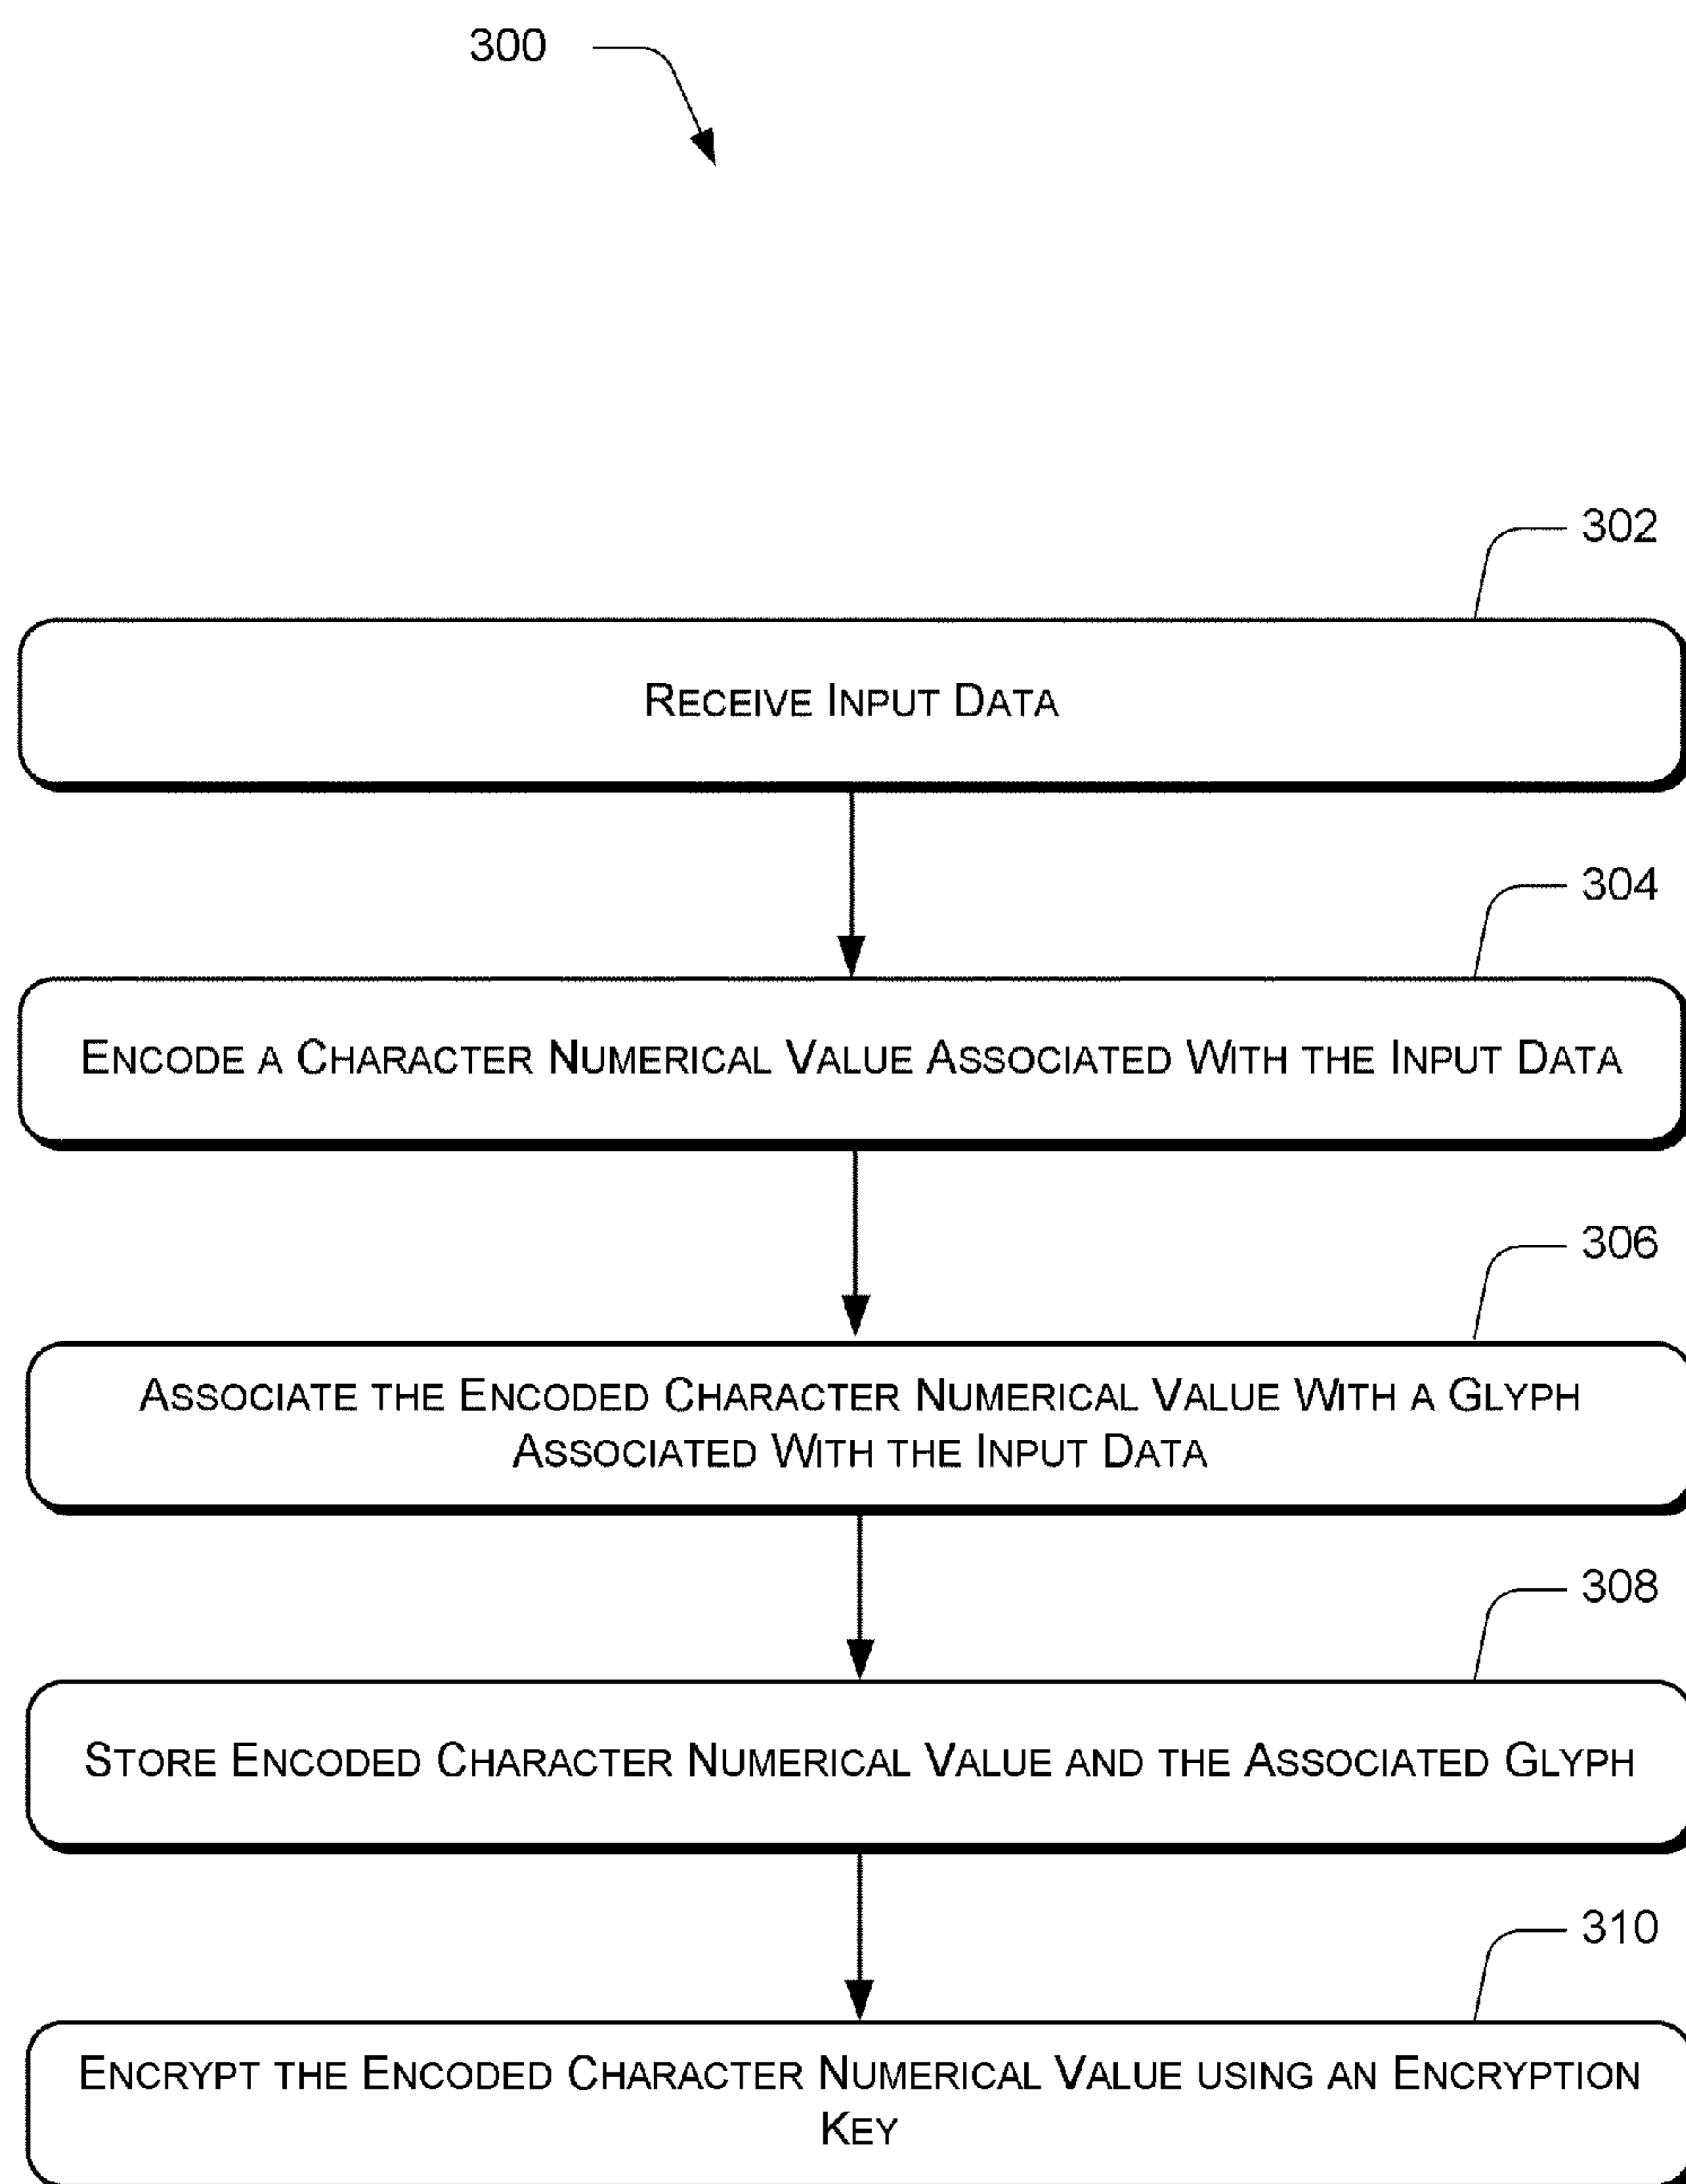 300
302
RECEIVE INPUT DATA
304
ENCODE A CHARACTER NUMERICAL VALUE ASSOCIATED WITH THE INPUT DATA
306
ASSOCIATE THE ENCODED CHARACTER NUMERICAL VALUE WITH A GLYPH
ASSOCIATED WITH THE INPUT DATA
308
STORE ENCODED CHARACTER NUMERICAL VALUE AND THE ASSOCIATED GLYPH
310
ENCRYPT THE ENCODED CHARACTER NUMERICAL VALUE USING AN ENCRYPTION
KEY